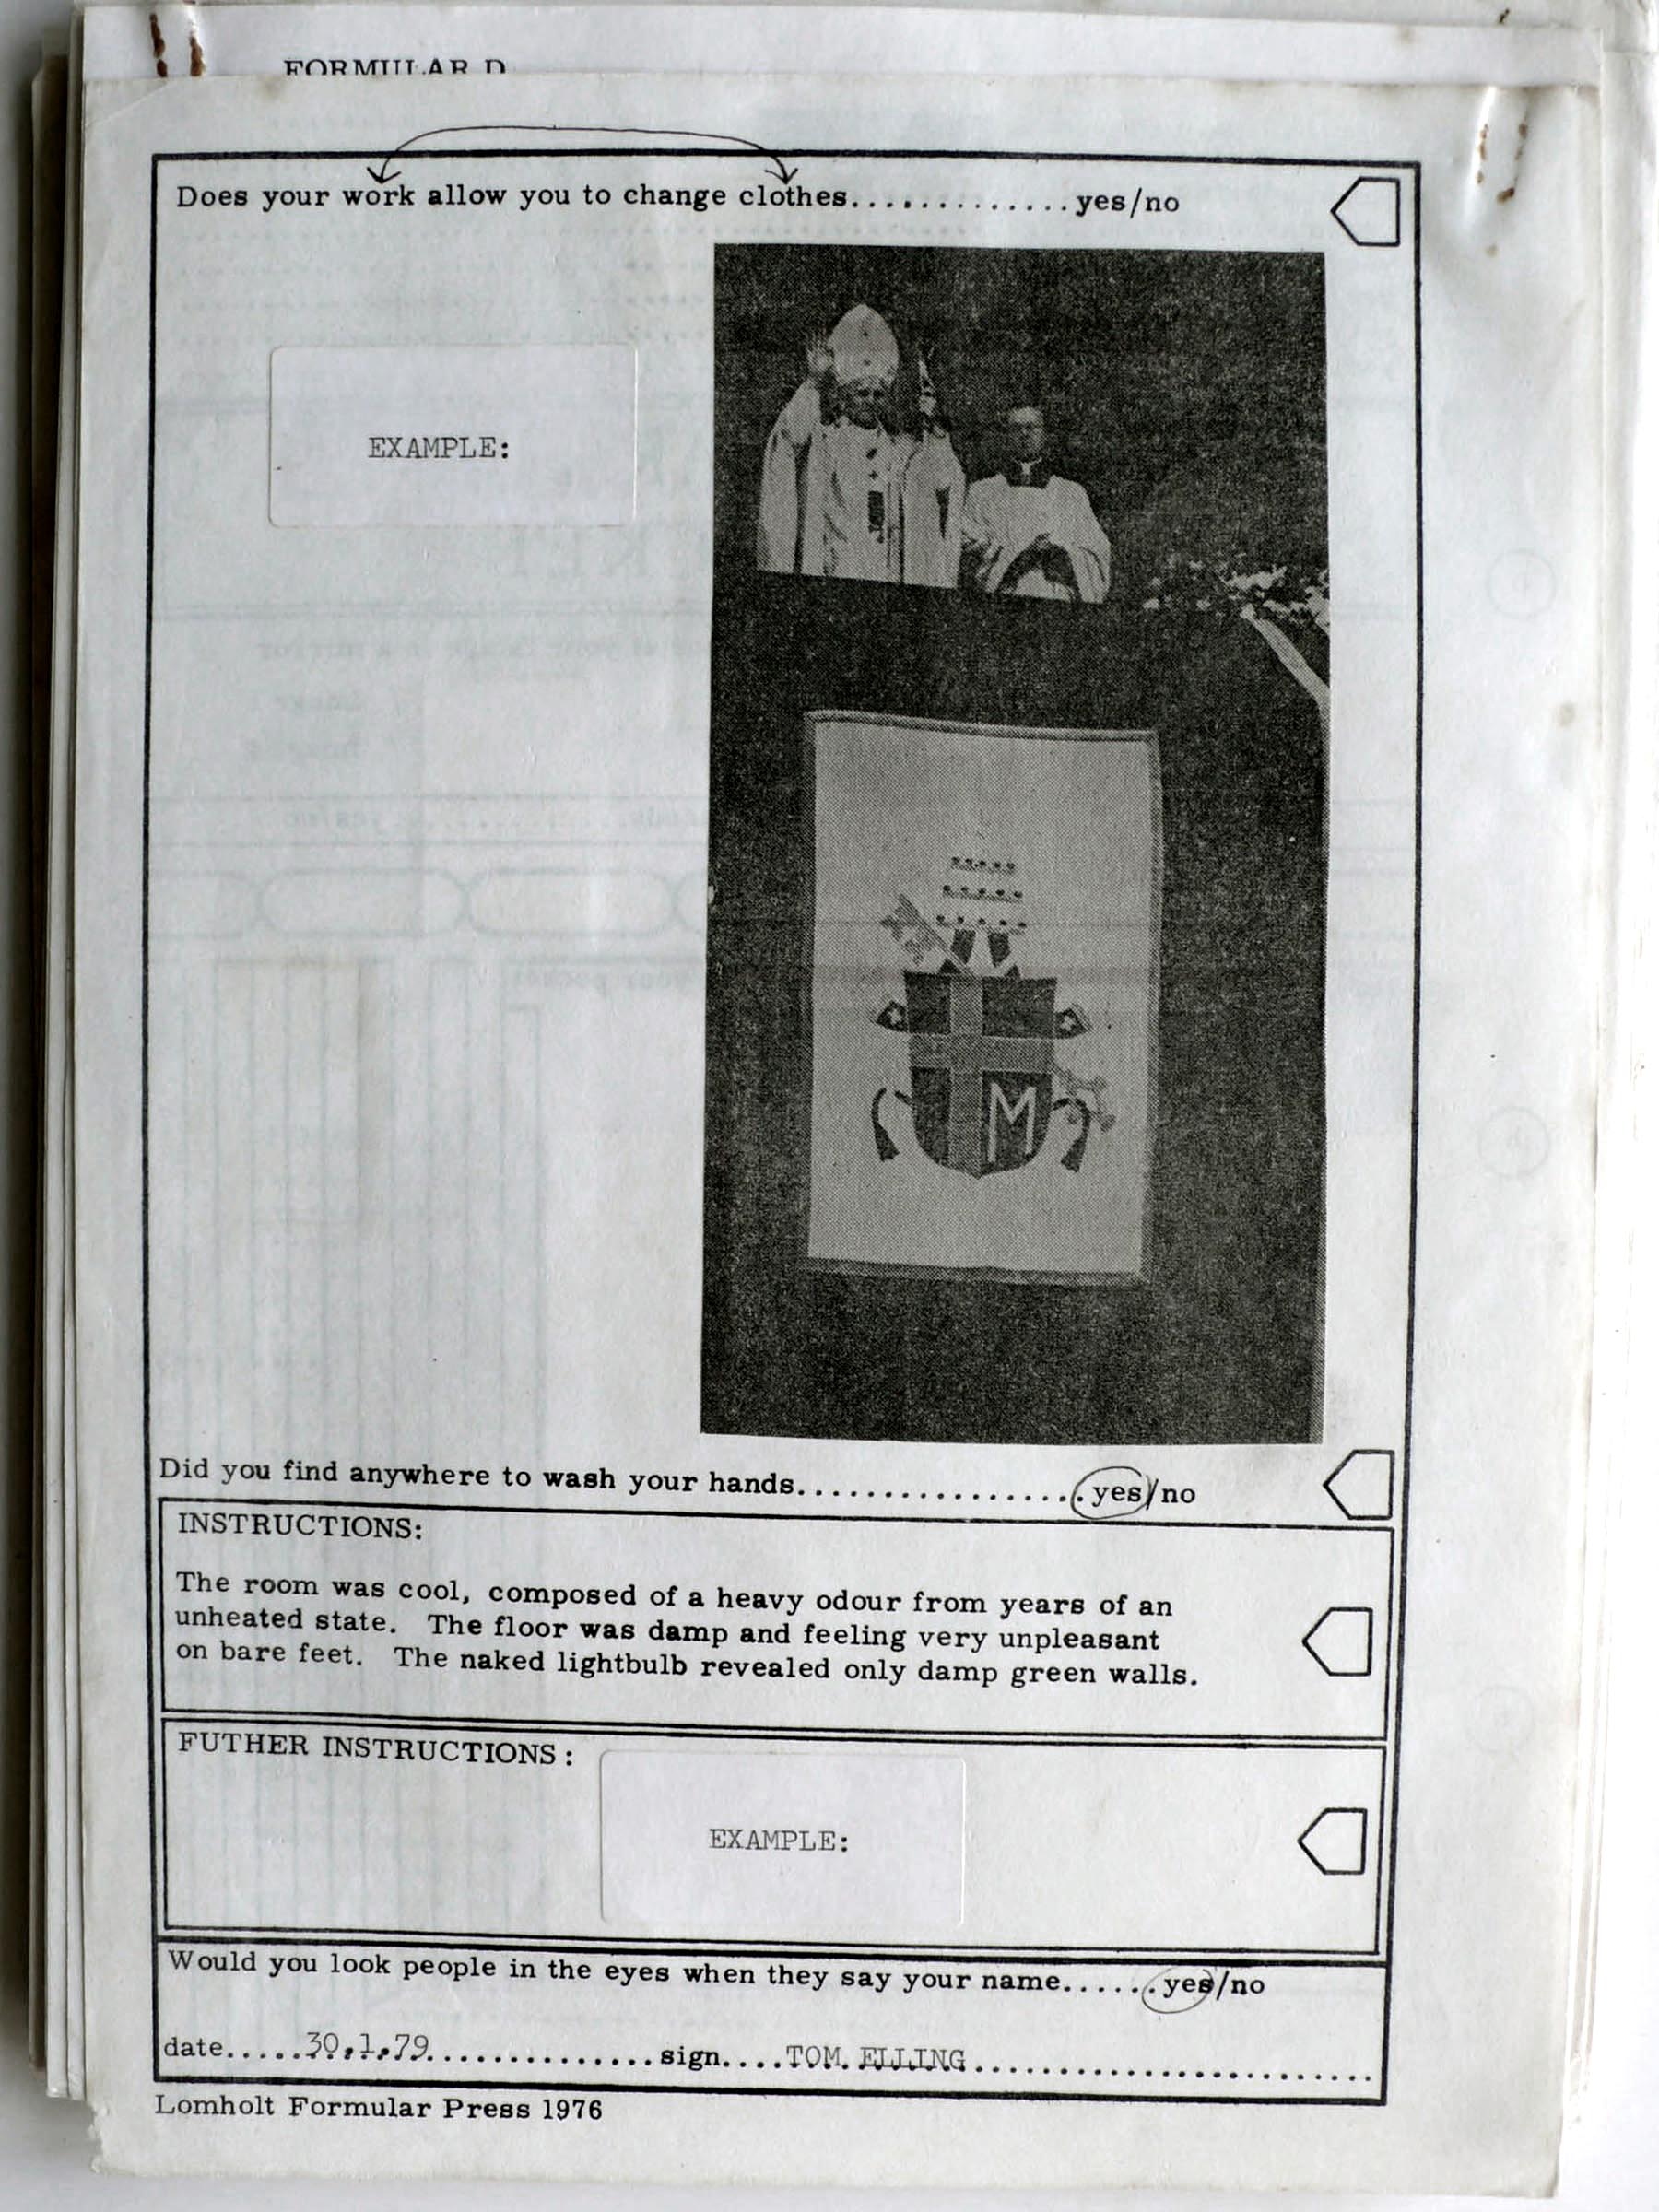 FORMULAR D
Does your work allow you to change clothes.............yes/no
EXAMPLE:
M
Did you find anywhere to wash your hands.................yes/no
INSTRUCTIONS:
The room was cool, composed of a heavy odour from years of an
unheated state. The floor was damp and feeling very unpleasant
on bare feet. The naked lightbulb revealed only damp green walls.
FUTHER INSTRUCTIONS:
EXAMPLE:
Would you look people in the eyes when they say your name......yes/no
date.....30.1.79...............sign....TOM.ELLING.......................
Lomholt Formular Press 1976